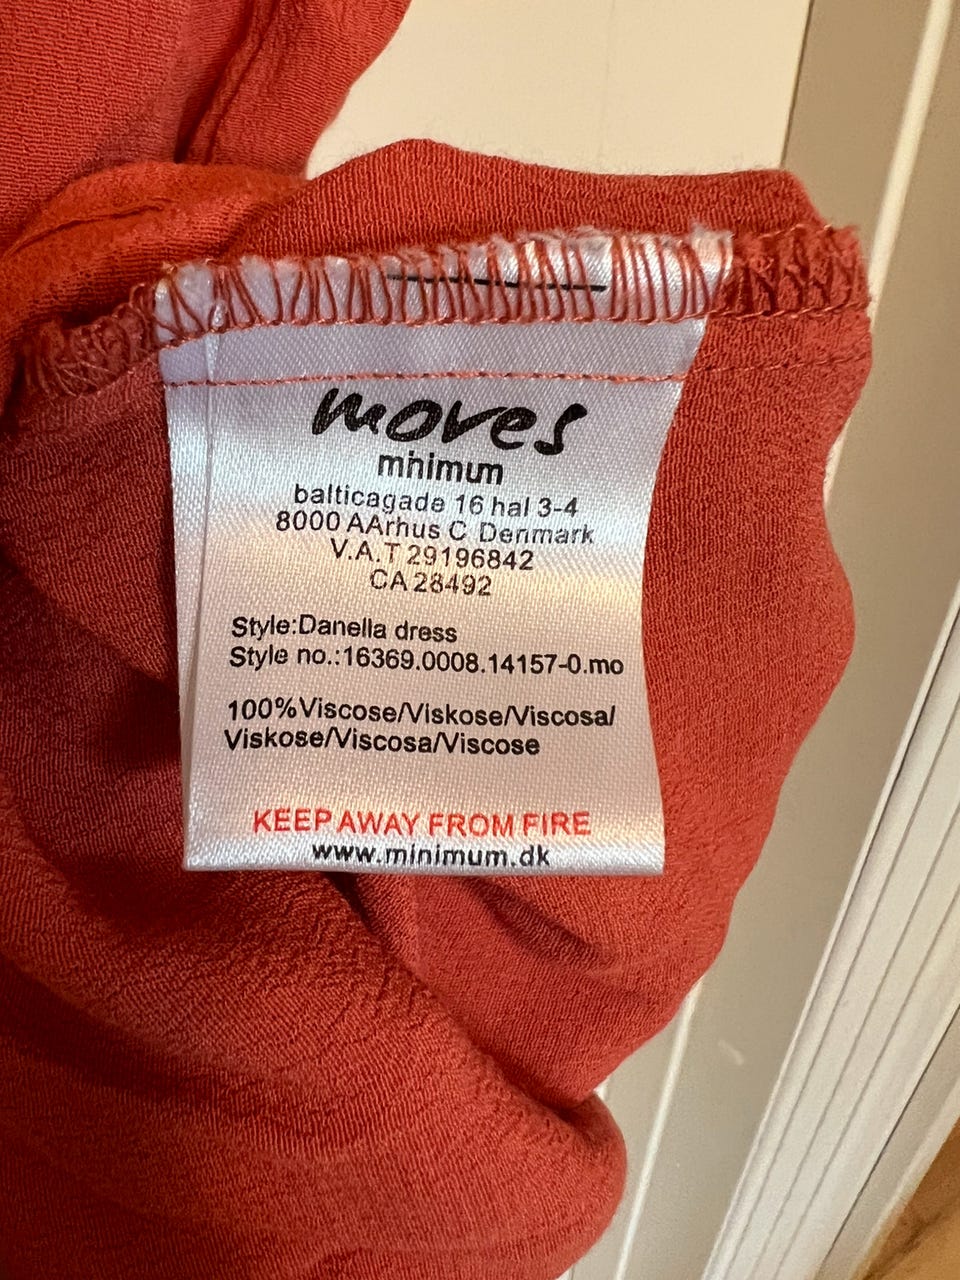 moves
minimum
balticagade 16 hal 3-4
8000 AArhus C Denmark
V.A.T 29196842
CA 28492
Style:Danella dress
Style no.:16369.0008.14157-0.mo
100%Viscose/Viskose/Viscosa/
Viskose/Viscosa/Viscose
KEEP AWAY FROM FIRE
www.minimum.dk